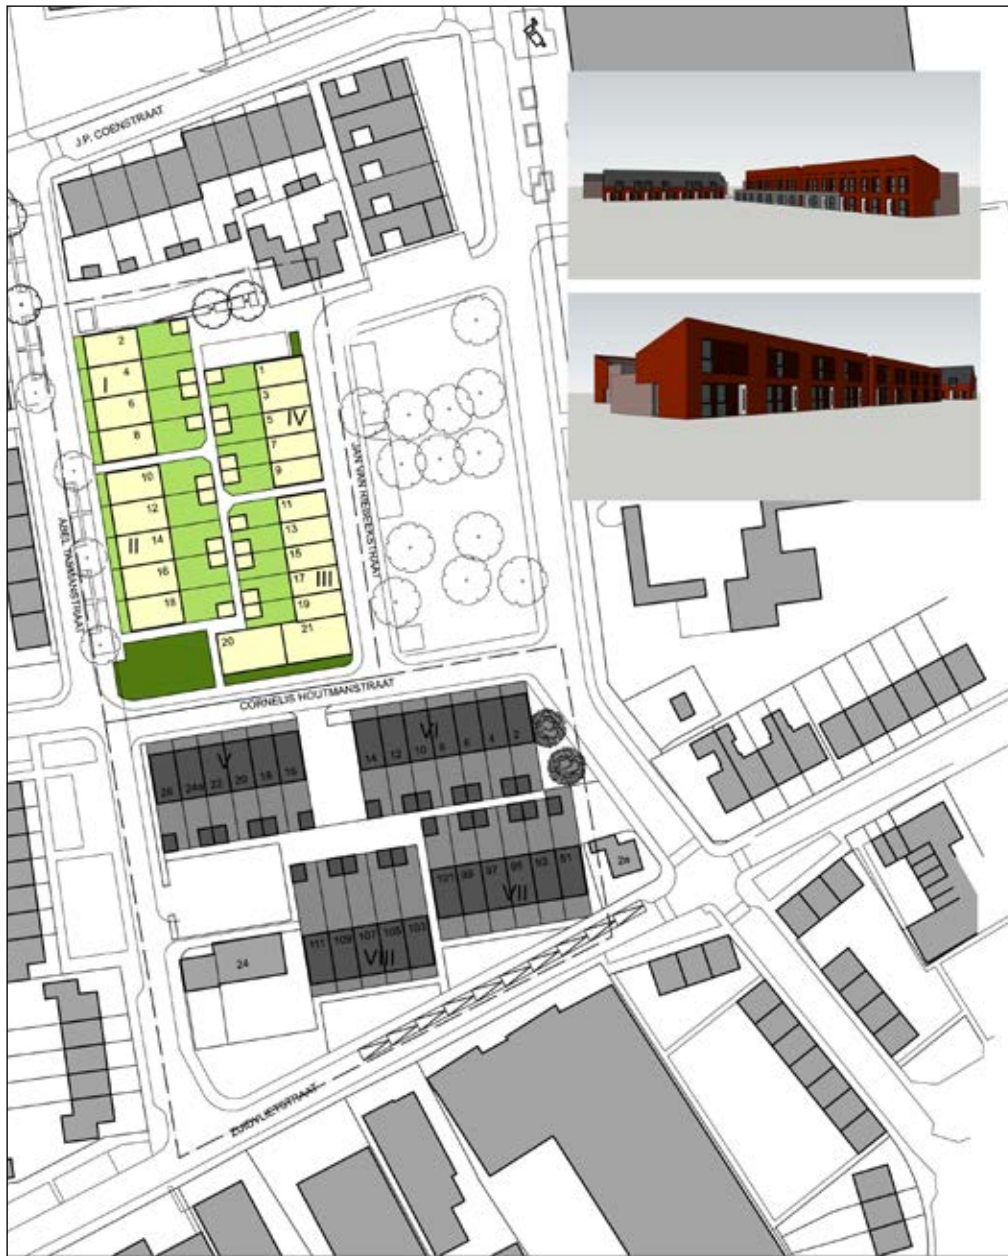 J.P. COENSTRAAT
2
4
I
6
8
1
3
5
IV
7
9
10
12
II
14
16
18
11
13
15
17
III
19
20
21
ABEL TASMANSTRAAT
JAN VAN RIEBEEKSTRAAT
CORNELIS HOUTMANSTRAAT
V
26 24a 22 20 18 16
VI
14 12 10 8 6 4 2
101 99 97 95 93 91
VII
2a
111 109 107 105 103
VIII
24
ZUIDVLIETSTRAAT